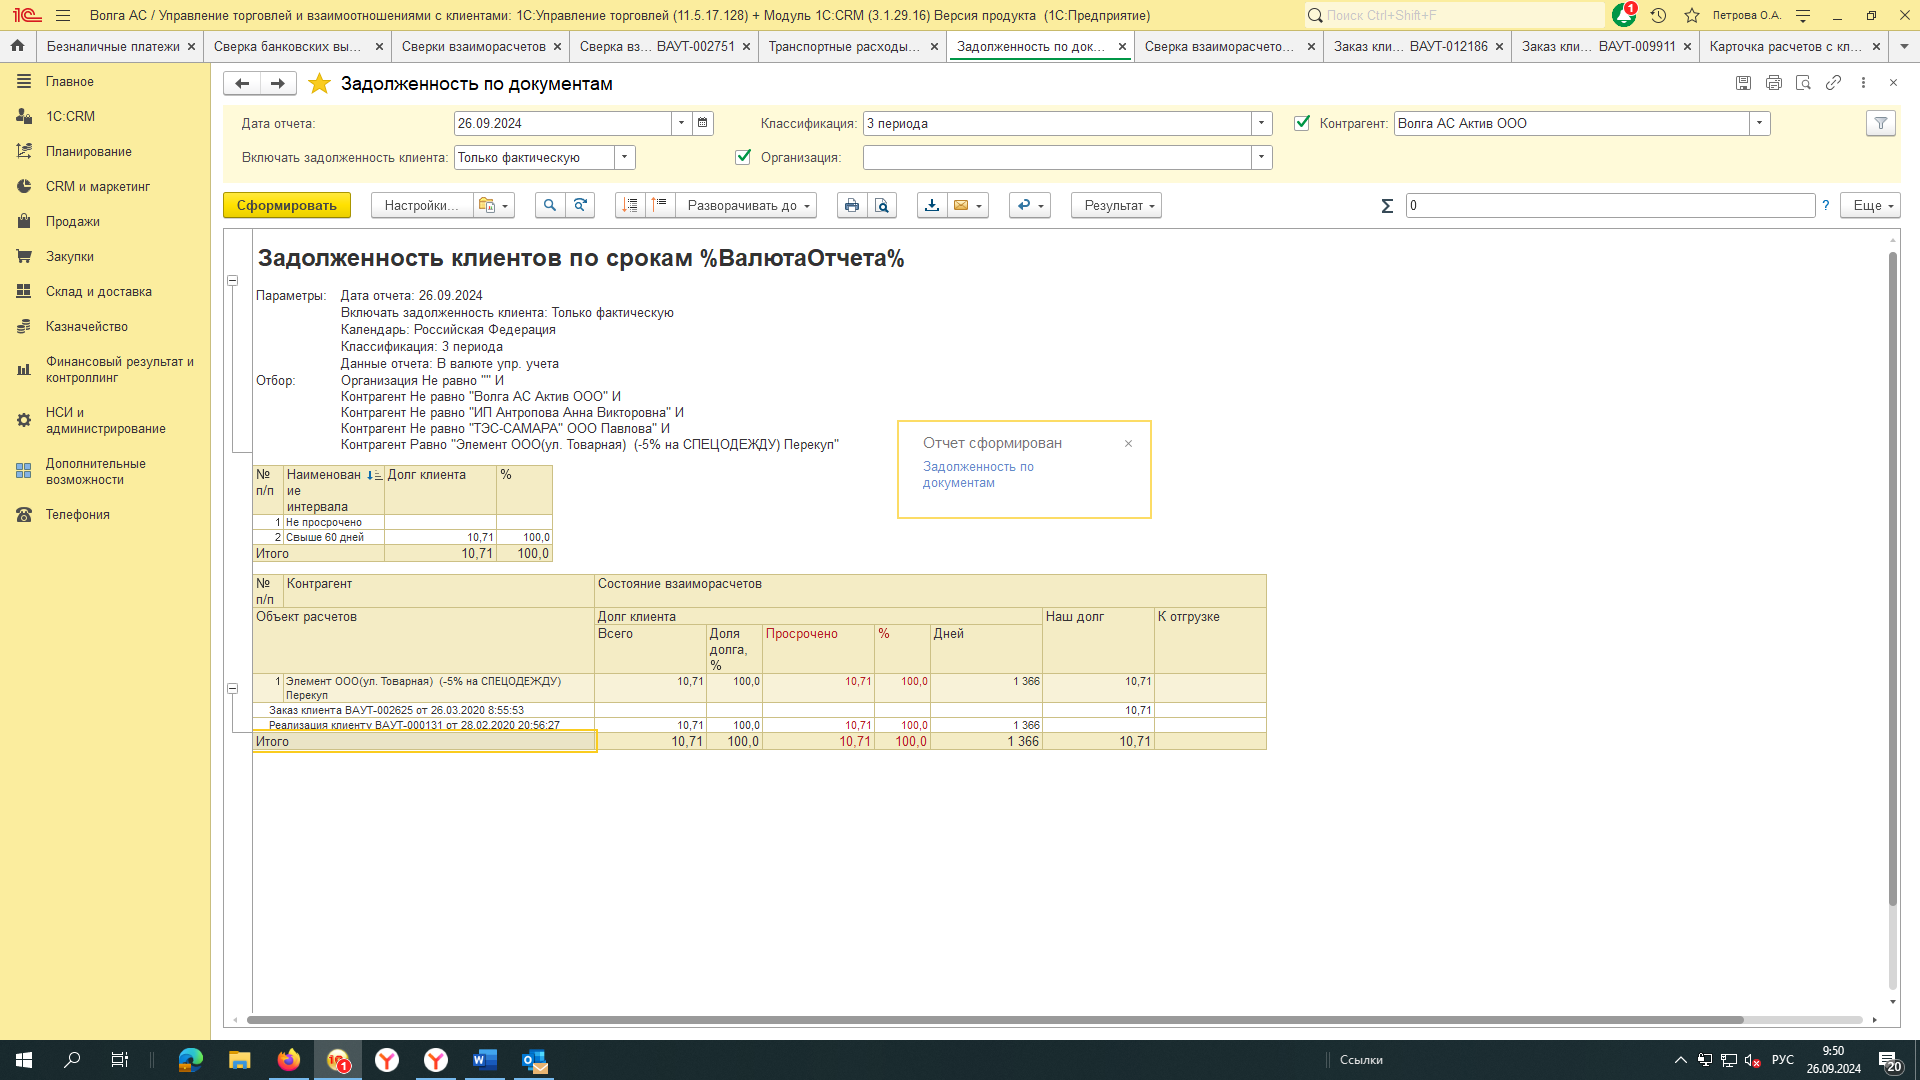 Волга АС / Управление торговлей и взаимоотношениями с клиентами: 1С:Управление торговлей (11.5.17.128) + Модуль 1С:CRM (3.1.29.16) Версия продукта  (1С:Предприятие)
Поиск Ctrl+Shift+F
1
Петрова О.А.
Безналичные платежи
Сверка банковских вы...
Сверки взаиморасчетов
Сверка вз... ВАУТ-002751
Транспортные расходы...
Задолженность по док...
Сверка взаиморасчето...
Заказ кли... ВАУТ-012186
Заказ кли... ВАУТ-009911
Карточка расчетов с кл...
Главное
1С:CRM
Планирование
CRM и маркетинг
Продажи
Закупки
Склад и доставка
Казначейство
Финансовый результат и
контроллинг
НСИ и
администрирование
Дополнительные
возможности
Телефония
Задолженность по документам
Дата отчета: 26.09.2024 Классификация: 3 периода Контрагент: Волга АС Актив ООО
Включать задолженность клиента: Только фактическую Организация:
Сформировать Настройки... Разворачивать до Результат Σ 0 ? Еще
Задолженность клиентов по срокам %ВалютаОтчета%
Параметры: Дата отчета: 26.09.2024
Включать задолженность клиента: Только фактическую
Календарь: Российская Федерация
Классификация: 3 периода
Данные отчета: В валюте упр. учета
Отбор: Организация Не равно "" И
Контрагент Не равно "Волга АС Актив ООО" И
Контрагент Не равно "ИП Антропова Анна Викторовна" И
Контрагент Не равно "ТЭС-САМАРА" ООО Павлова" И
Контрагент Равно "Элемент ООО(ул. Товарная)  (-5% на СПЕЦОДЕЖДУ) Перекуп"
Отчет сформирован
Задолженность по
документам
№ Наименован Долг клиента %
п/п ие
интервала
1 Не просрочено
2 Свыше 60 дней 10,71 100,0
Итого 10,71 100,0
№ Контрагент Состояние взаиморасчетов
п/п
Объект расчетов Долг клиента Наш долг К отгрузке
Всего Доля Просрочено % Дней
долга,
%
1 Элемент ООО(ул. Товарная)  (-5% на СПЕЦОДЕЖДУ) 10,71 100,0 10,71 100,0 1 366 10,71
Перекуп
Заказ клиента ВАУТ-002625 от 26.03.2020 8:55:53 10,71
Реализация клиенту ВАУТ-000131 от 28.02.2020 20:56:27 10,71 100,0 10,71 100,0 1 366
Итого 10,71 100,0 10,71 100,0 1 366 10,71
1
Ссылки
РУС
9:50
26.09.2024
20